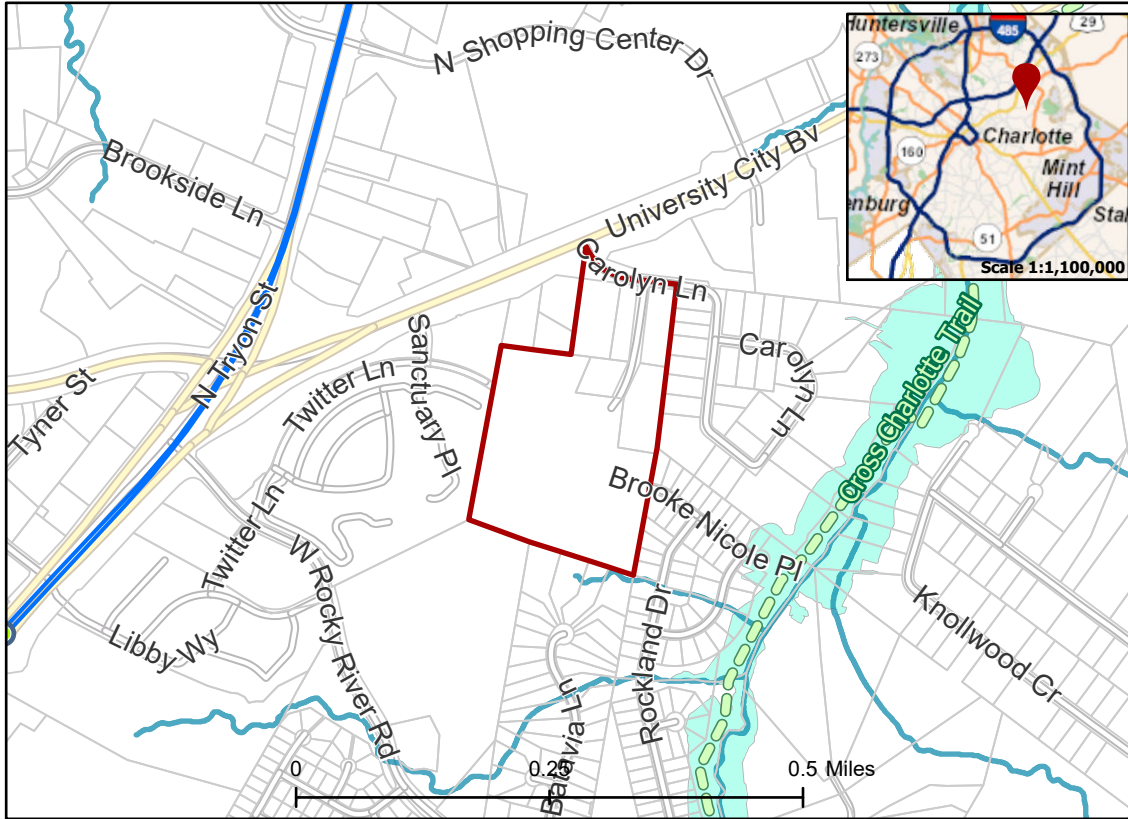 N Shopping Center Dr
Huntersville
485
29
273
Charlotte
160
Mint
Hill
enburg
Stal
51
Scale 1:1,100,000
Brookside Ln
University City Bv
Carolyn Ln
N Tryon St
Sanctuary Pl
Twitter Ln
Carolyn Ln
Cross Charlotte Trail
Tyner St
Brooke Nicole Pl
Twitter Ln
W Rocky River Rd
Libby Wy
Rockland Dr
Knollwood Cr
Batavia Ln
0
0.25
0.5 Miles